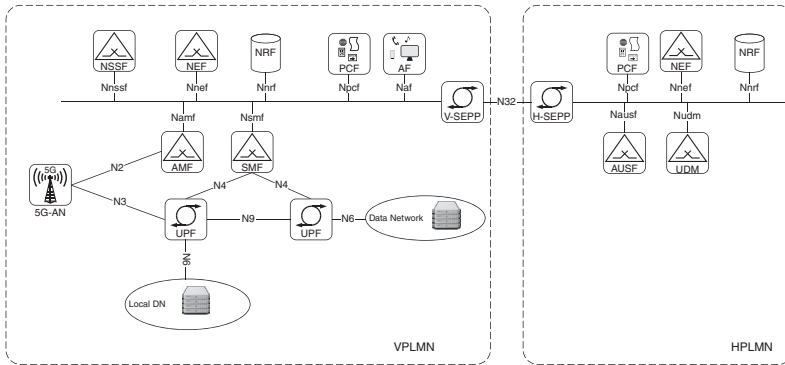 NSSF
NEF
NRF
PCF
AF
Nnssf
Nnef
Nnrf
Npcf
Naf
V-SEPP
N32
H-SEPP
PCF
NEF
NRF
Npcf
Nnef
Nnrf
Namf
Nsmf
AMF
SMF
Nausf
Nudm
AUSF
UDM
5G
5G-AN
N2
N3
N4
N4
UPF
N9
UPF
N6
Data Network
N6
Local DN
VPLMN
HPLMN